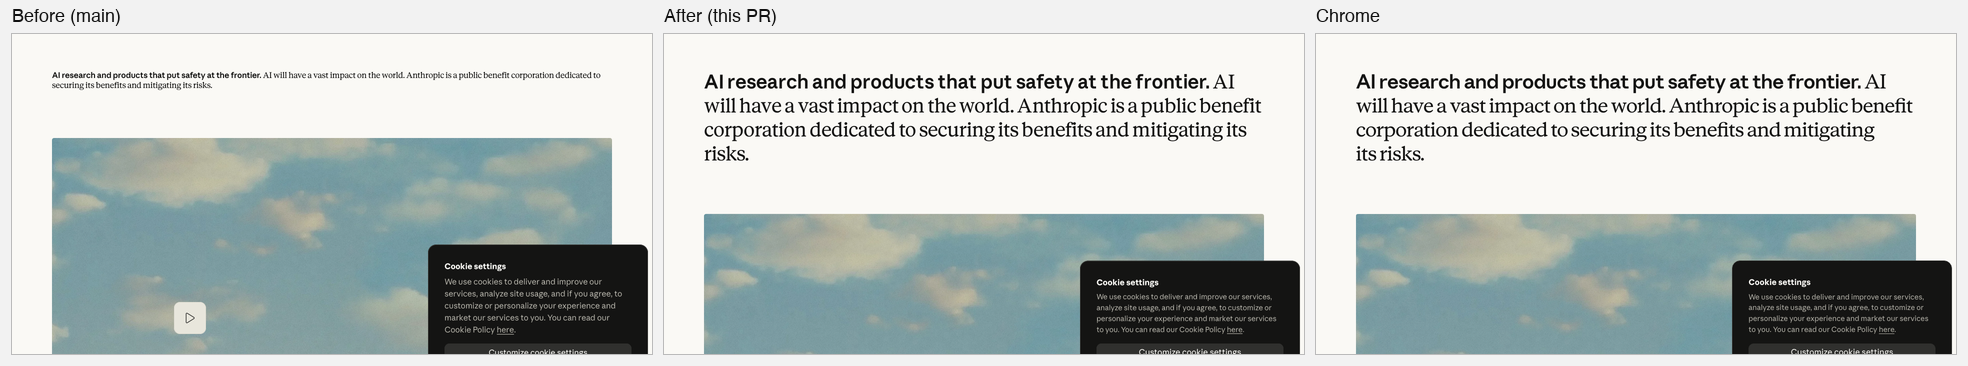 Before (main)
AI research and products that put safety at the frontier. AI will have a vast impact on the world. Anthropic is a public benefit corporation dedicated to
securing its benefits and mitigating its risks.
Cookie settings
We use cookies to deliver and improve our
services, analyze site usage, and if you agree, to
customize or personalize your experience and
market our services to you. You can read our
Cookie Policy here.
Customize cookie settings
After (this PR)
AI research and products that put safety at the frontier. AI
will have a vast impact on the world. Anthropic is a public benefit
corporation dedicated to securing its benefits and mitigating its
risks.
Cookie settings
We use cookies to deliver and improve our services,
analyze site usage, and if you agree, to customize or
personalize your experience and market our services
to you. You can read our Cookie Policy here.
Customize cookie settings
Chrome
AI research and products that put safety at the frontier. AI
will have a vast impact on the world. Anthropic is a public benefit
corporation dedicated to securing its benefits and mitigating
its risks.
Cookie settings
We use cookies to deliver and improve our services,
analyze site usage, and if you agree, to customize or
personalize your experience and market our services
to you. You can read our Cookie Policy here.
Customize cookie settings